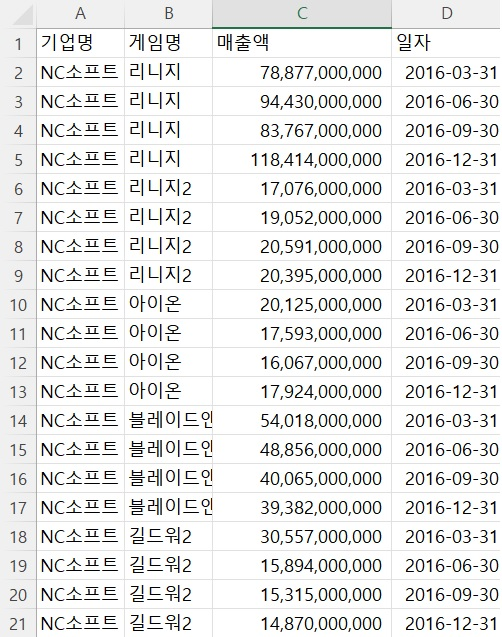 A B C D
1 기업명 게임명 매출액 일자
2 NC소프트 리니지 78,877,000,000 2016-03-31
3 NC소프트 리니지 94,430,000,000 2016-06-30
4 NC소프트 리니지 83,767,000,000 2016-09-30
5 NC소프트 리니지 118,414,000,000 2016-12-31
6 NC소프트 리니지2 17,076,000,000 2016-03-31
7 NC소프트 리니지2 19,052,000,000 2016-06-30
8 NC소프트 리니지2 20,591,000,000 2016-09-30
9 NC소프트 리니지2 20,395,000,000 2016-12-31
10 NC소프트 아이온 20,125,000,000 2016-03-31
11 NC소프트 아이온 17,593,000,000 2016-06-30
12 NC소프트 아이온 16,067,000,000 2016-09-30
13 NC소프트 아이온 17,924,000,000 2016-12-31
14 NC소프트 블레이드앤 54,018,000,000 2016-03-31
15 NC소프트 블레이드앤 48,856,000,000 2016-06-30
16 NC소프트 블레이드앤 40,065,000,000 2016-09-30
17 NC소프트 블레이드앤 39,382,000,000 2016-12-31
18 NC소프트 길드워2 30,557,000,000 2016-03-31
19 NC소프트 길드워2 15,894,000,000 2016-06-30
20 NC소프트 길드워2 15,315,000,000 2016-09-30
21 NC소프트 길드워2 14,870,000,000 2016-12-31